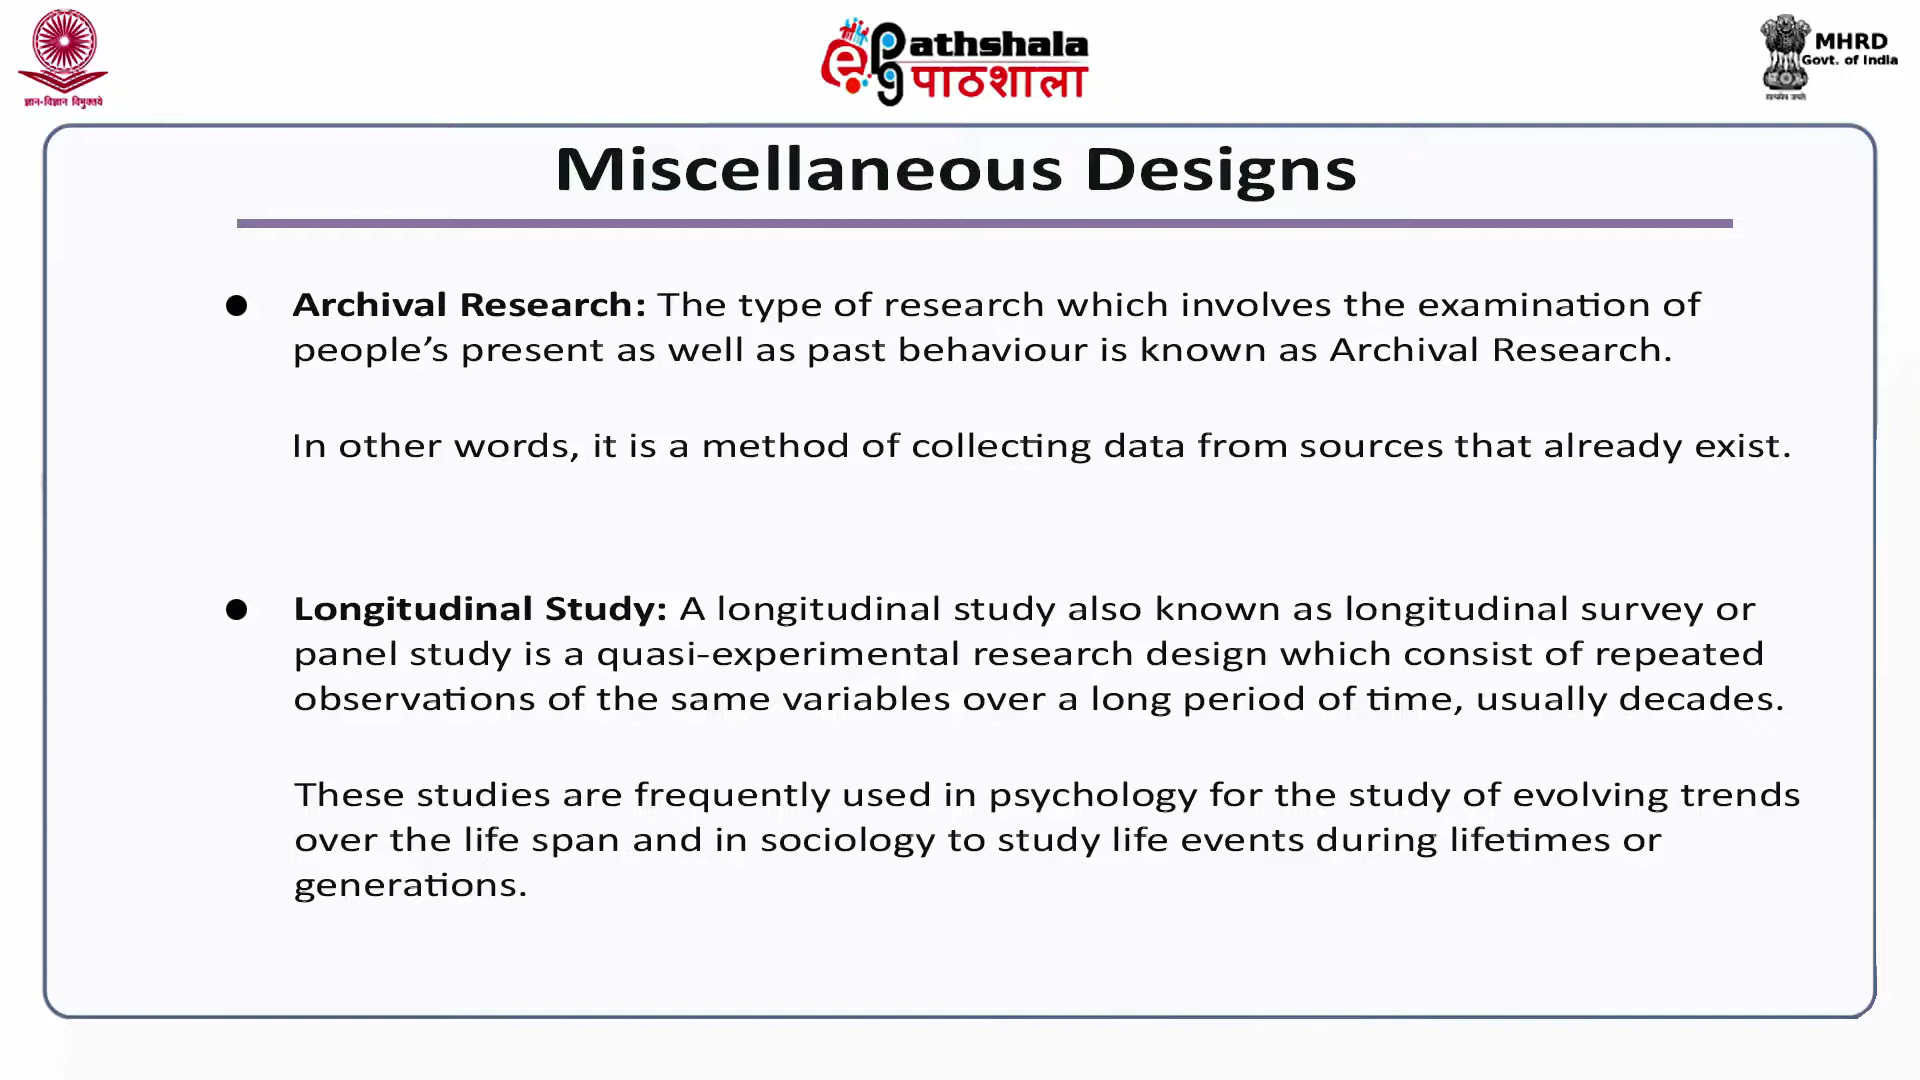 ज्ञान-विज्ञान विमुक्तये
ePG Pathshala
पाठशाला
MHRD
Govt. of India
सत्यमेव जयते
Miscellaneous Designs
● Archival Research: The type of research which involves the examination of
people’s present as well as past behaviour is known as Archival Research.
In other words, it is a method of collecting data from sources that already exist.
● Longitudinal Study: A longitudinal study also known as longitudinal survey or
panel study is a quasi-experimental research design which consist of repeated
observations of the same variables over a long period of time, usually decades.
These studies are frequently used in psychology for the study of evolving trends
over the life span and in sociology to study life events during lifetimes or
generations.